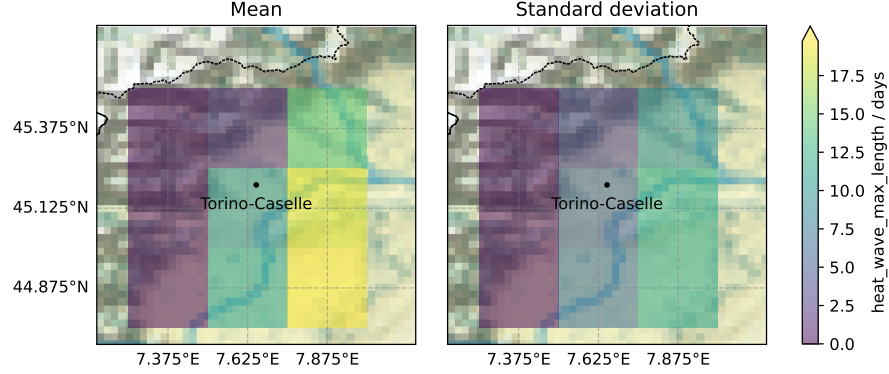 Mean
Standard deviation
45.375°N
45.125°N
44.875°N
Torino-Caselle
Torino-Caselle
7.375°E 7.625°E 7.875°E
7.375°E 7.625°E 7.875°E
17.5
15.0
12.5
10.0
7.5
5.0
2.5
0.0
heat_wave_max_length / days